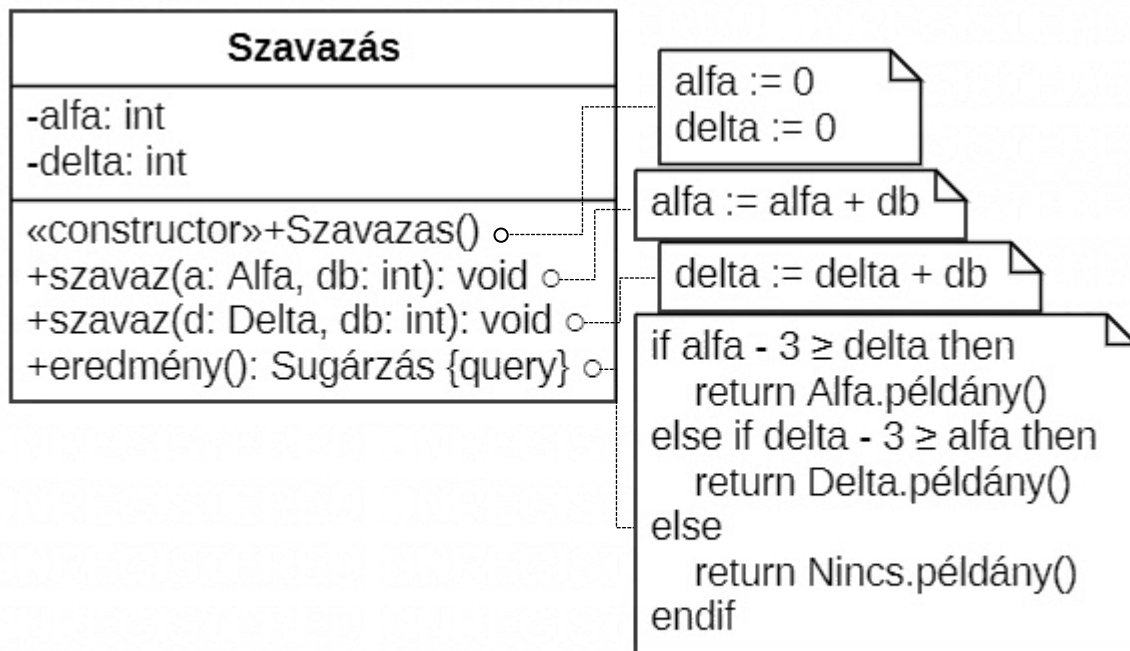 Szavazás
-alfa: int
-delta: int
«constructor»+Szavazas()
+szavaz(a: Alfa, db: int): void
+szavaz(d: Delta, db: int): void
+eredmény(): Sugárzás {query}
alfa := 0
delta := 0
alfa := alfa + db
delta := delta + db
if alfa - 3 ≥ delta then
return Alfa.példány()
else if delta - 3 ≥ alfa then
return Delta.példány()
else
return Nincs.példány()
endif